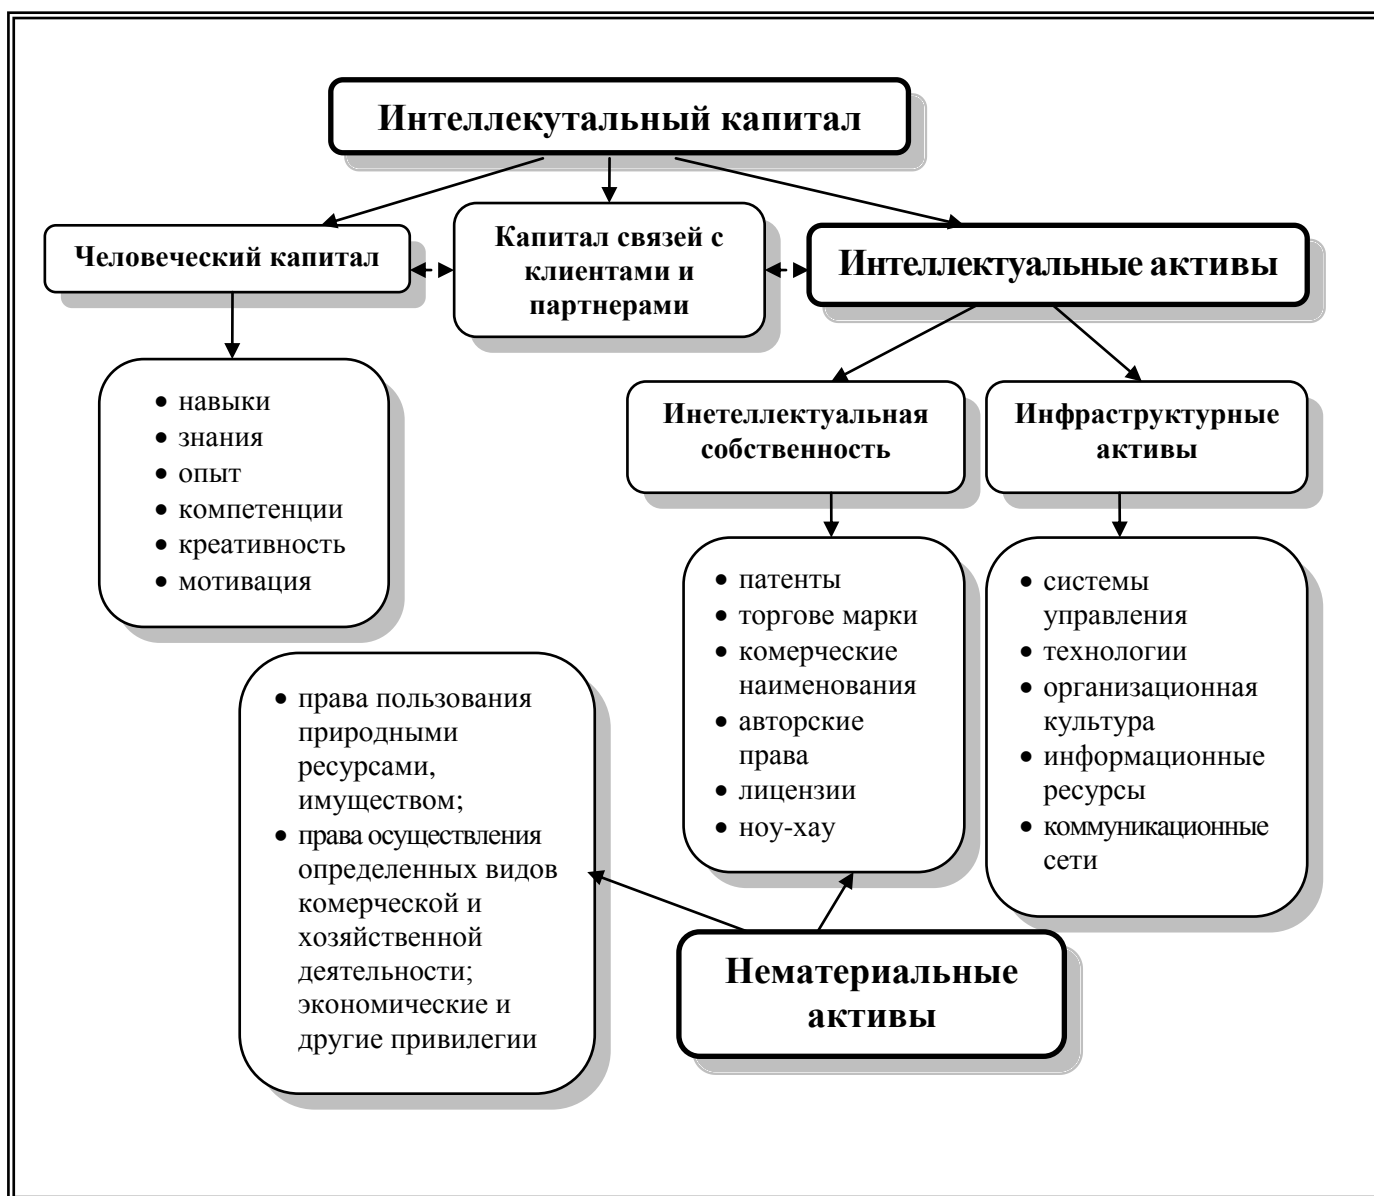 Интеллекутальный капитал
Человеческий капитал
Капитал связей с
клиентами и
партнерами
Интеллектуальные активы
• навыки
• знания
• опыт
• компетенции
• креативность
• мотивация
Инетеллектуальная
собственность
Инфраструктурные
активы
• патенты
• торгове марки
• комерческие
наименования
• авторские
права
• лицензии
• ноу-хау
• системы
управления
• технологии
• организационная
культура
• информационные
ресурсы
• коммуникационные
сети
• права пользования
природными
ресурсами,
имуществом;
• права осуществления
определенных видов
комерческой и
хозяйственной
деятельности;
экономические и
другие привилегии
Нематериальные
активы